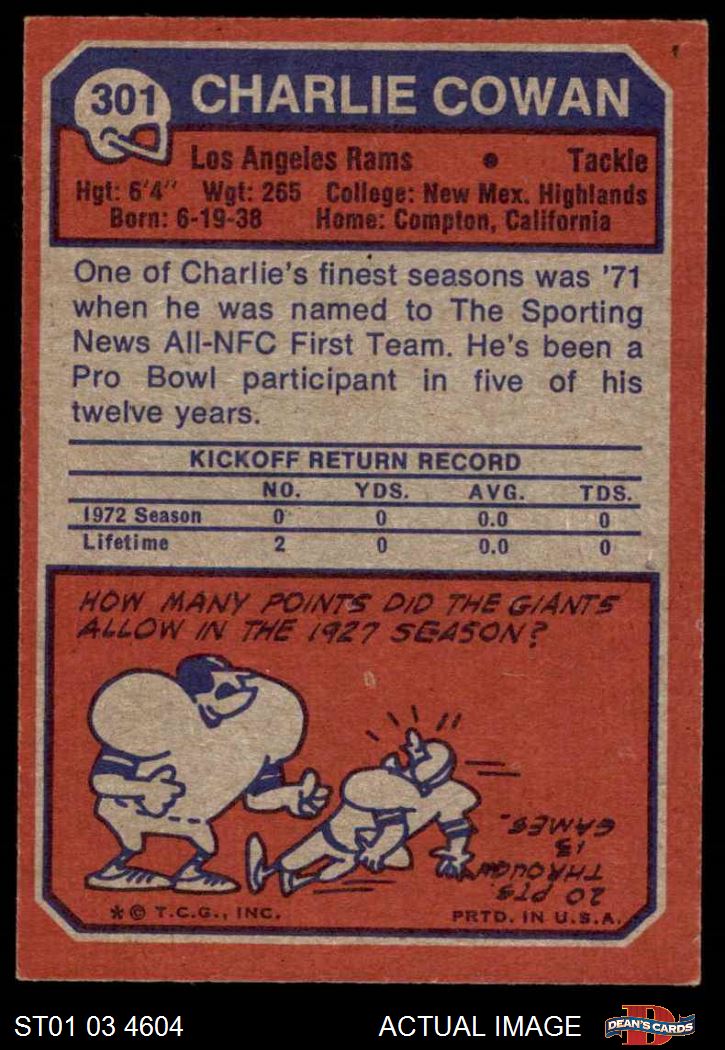 301 CHARLIE COWAN
Los Angeles Rams • Tackle
Hgt: 6'4" Wgt: 265 College: New Mex. Highlands
Born: 6-19-38 Home: Compton, California
One of Charlie's finest seasons was '71
when he was named to The Sporting
News All-NFC First Team. He's been a
Pro Bowl participant in five of his
twelve years.
KICKOFF RETURN RECORD
NO. YDS. AVG. TDS.
1972 Season 0 0 0.0 0
Lifetime 2 0 0.0 0
HOW MANY POINTS DID THE GIANTS
ALLOW IN THE 1927 SEASON?
20 PTS.
THROUGH
13
GAMES.
* © T.C.G., INC. PRTD. IN U.S.A.
ST01 03 4604 ACTUAL IMAGE DEAN'S CARDS